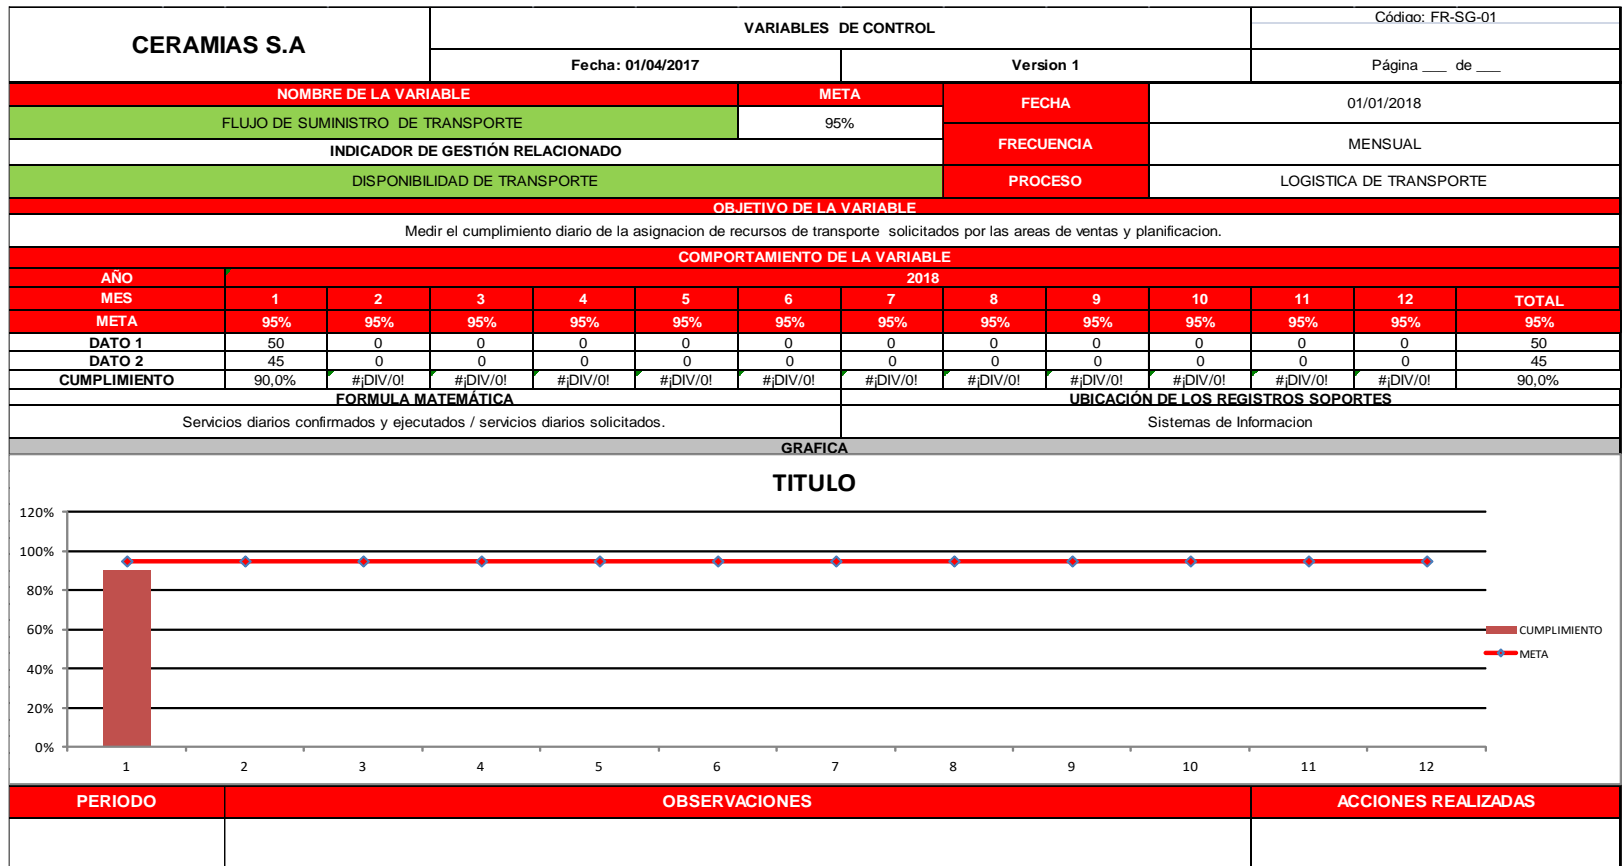 CERAMIAS S.A
VARIABLES DE CONTROL
Código: FR-SG-01
Fecha: 01/04/2017
Version 1
Página ___ de ___
NOMBRE DE LA VARIABLE
META
FECHA
01/01/2018
FLUJO DE SUMINISTRO DE TRANSPORTE
95%
INDICADOR DE GESTIÓN RELACIONADO
FRECUENCIA
MENSUAL
DISPONIBILIDAD DE TRANSPORTE
PROCESO
LOGISTICA DE TRANSPORTE
OBJETIVO DE LA VARIABLE
Medir el cumplimiento diario de la asignacion de recursos de transporte solicitados por las areas de ventas y planificacion.
COMPORTAMIENTO DE LA VARIABLE
AÑO 2018
MES 1 2 3 4 5 6 7 8 9 10 11 12 TOTAL
META 95% 95% 95% 95% 95% 95% 95% 95% 95% 95% 95% 95% 95%
DATO 1 50 0 0 0 0 0 0 0 0 0 0 0 50
DATO 2 45 0 0 0 0 0 0 0 0 0 0 0 45
CUMPLIMIENTO 90,0% #¡DIV/0! #¡DIV/0! #¡DIV/0! #¡DIV/0! #¡DIV/0! #¡DIV/0! #¡DIV/0! #¡DIV/0! #¡DIV/0! #¡DIV/0! #¡DIV/0! 90,0%
FORMULA MATEMÁTICA
UBICACIÓN DE LOS REGISTROS SOPORTES
Servicios diarios confirmados y ejecutados / servicios diarios solicitados.
Sistemas de Informacion
GRAFICA
TITULO
120%
100%
80%
60%
40%
20%
0%
1 2 3 4 5 6 7 8 9 10 11 12
CUMPLIMIENTO
META
PERIODO
OBSERVACIONES
ACCIONES REALIZADAS